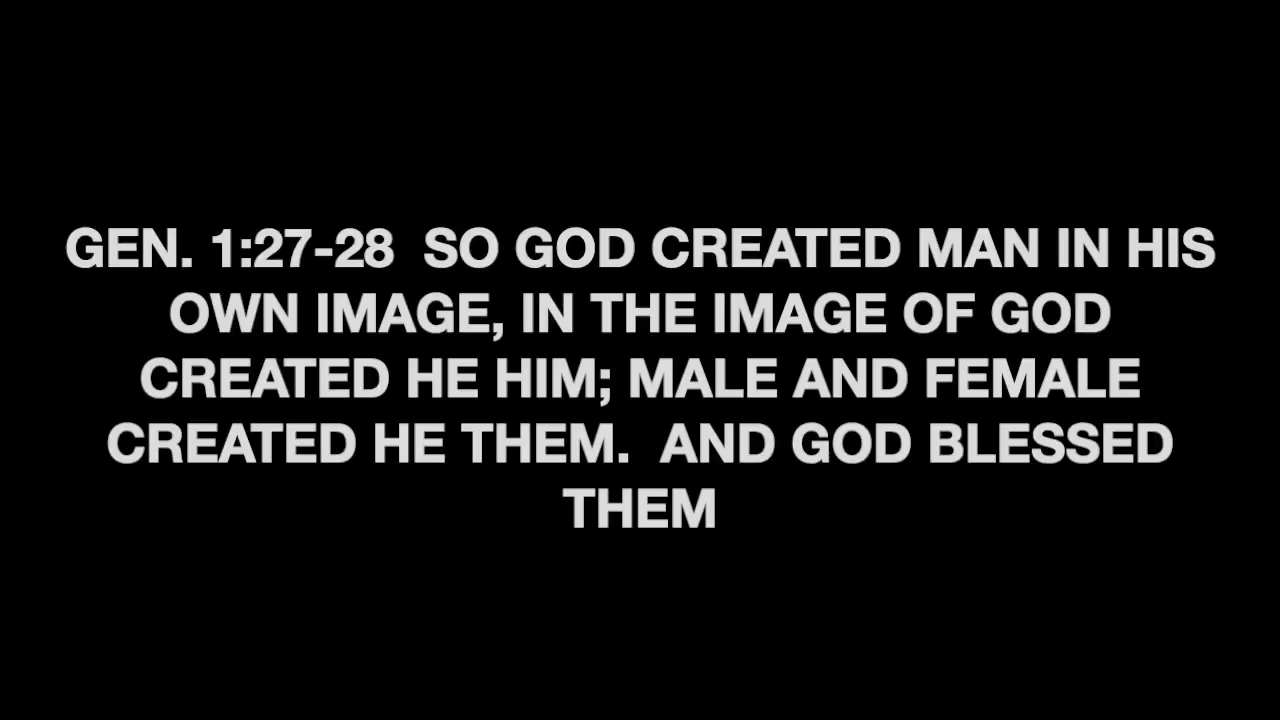 GEN. 1:27-28  SO GOD CREATED MAN IN HIS
OWN IMAGE, IN THE IMAGE OF GOD
CREATED HE HIM; MALE AND FEMALE
CREATED HE THEM.  AND GOD BLESSED
THEM